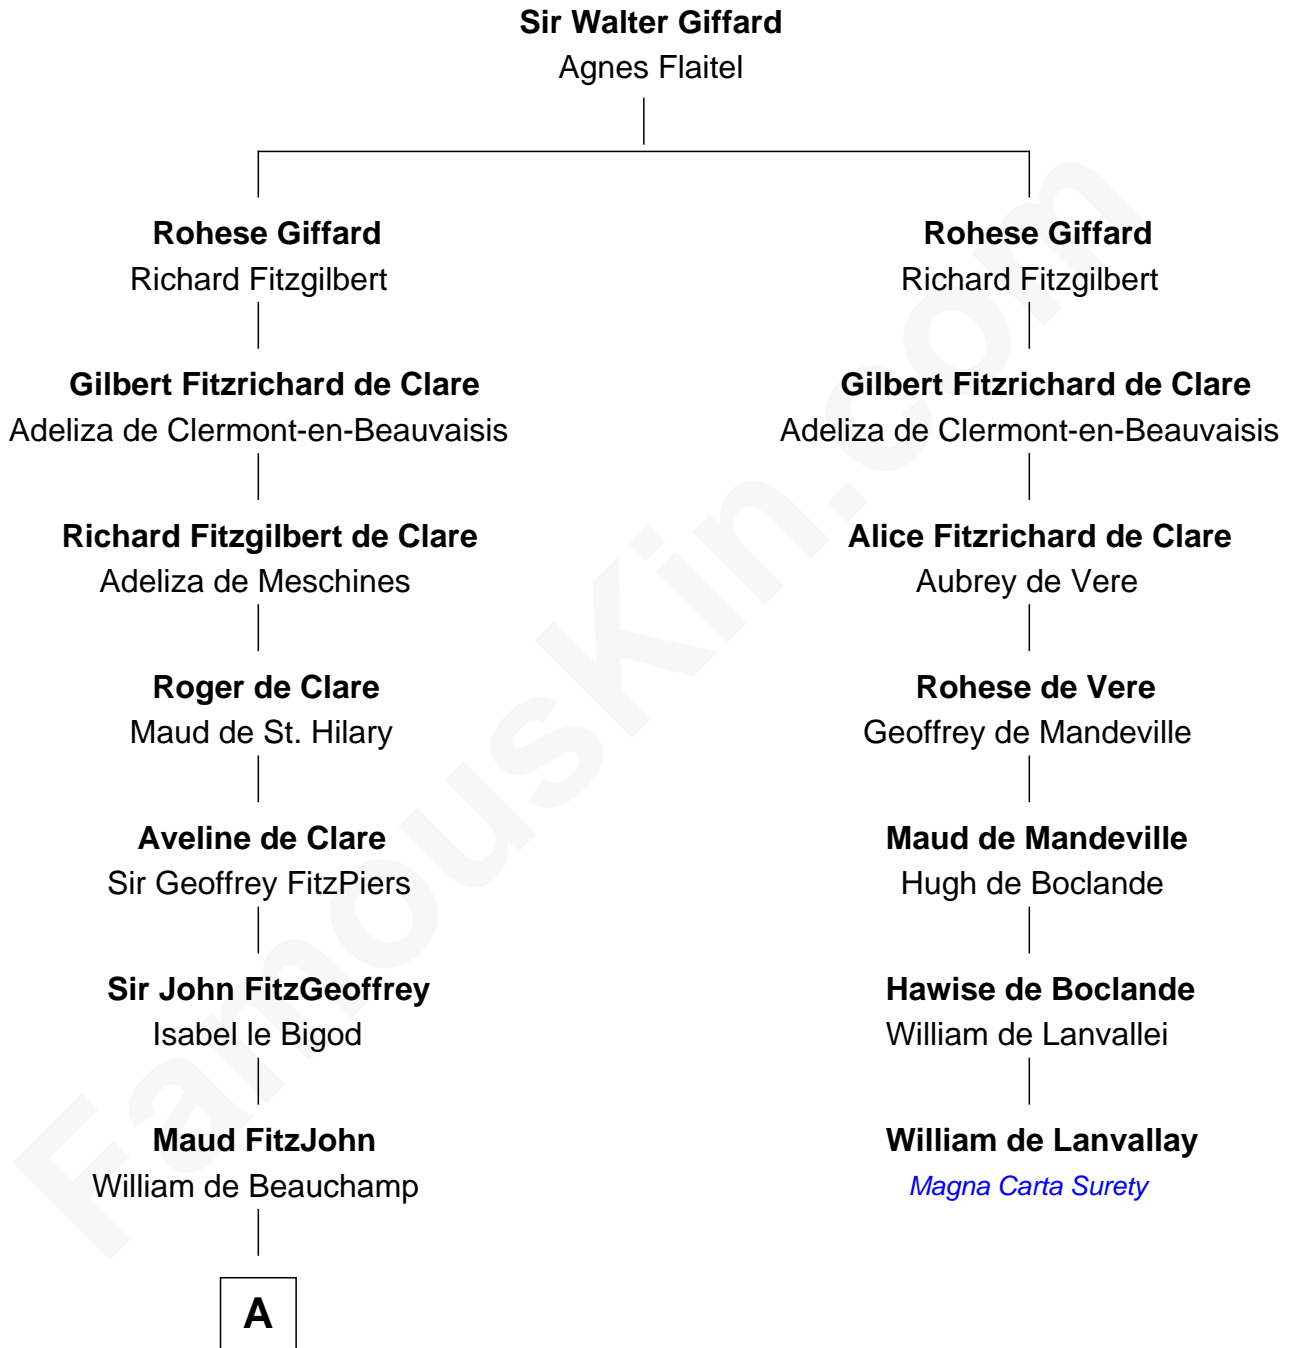 Sir Walter Giffard
Agnes Flaitel
Rohese Giffard
Richard Fitzgilbert
Gilbert Fitzrichard de Clare
Adeliza de Clermont-en-Beauvaisis
Richard Fitzgilbert de Clare
Adeliza de Meschines
Roger de Clare
Maud de St. Hilary
Aveline de Clare
Sir Geoffrey FitzPiers
Sir John FitzGeoffrey
Isabel le Bigod
Maud FitzJohn
William de Beauchamp
A
Rohese Giffard
Richard Fitzgilbert
Gilbert Fitzrichard de Clare
Adeliza de Clermont-en-Beauvaisis
Alice Fitzrichard de Clare
Aubrey de Vere
Rohese de Vere
Geoffrey de Mandeville
Maud de Mandeville
Hugh de Boclande
Hawise de Boclande
William de Lanvallei
William de Lanvallay
Magna Carta Surety
FamousKin.com